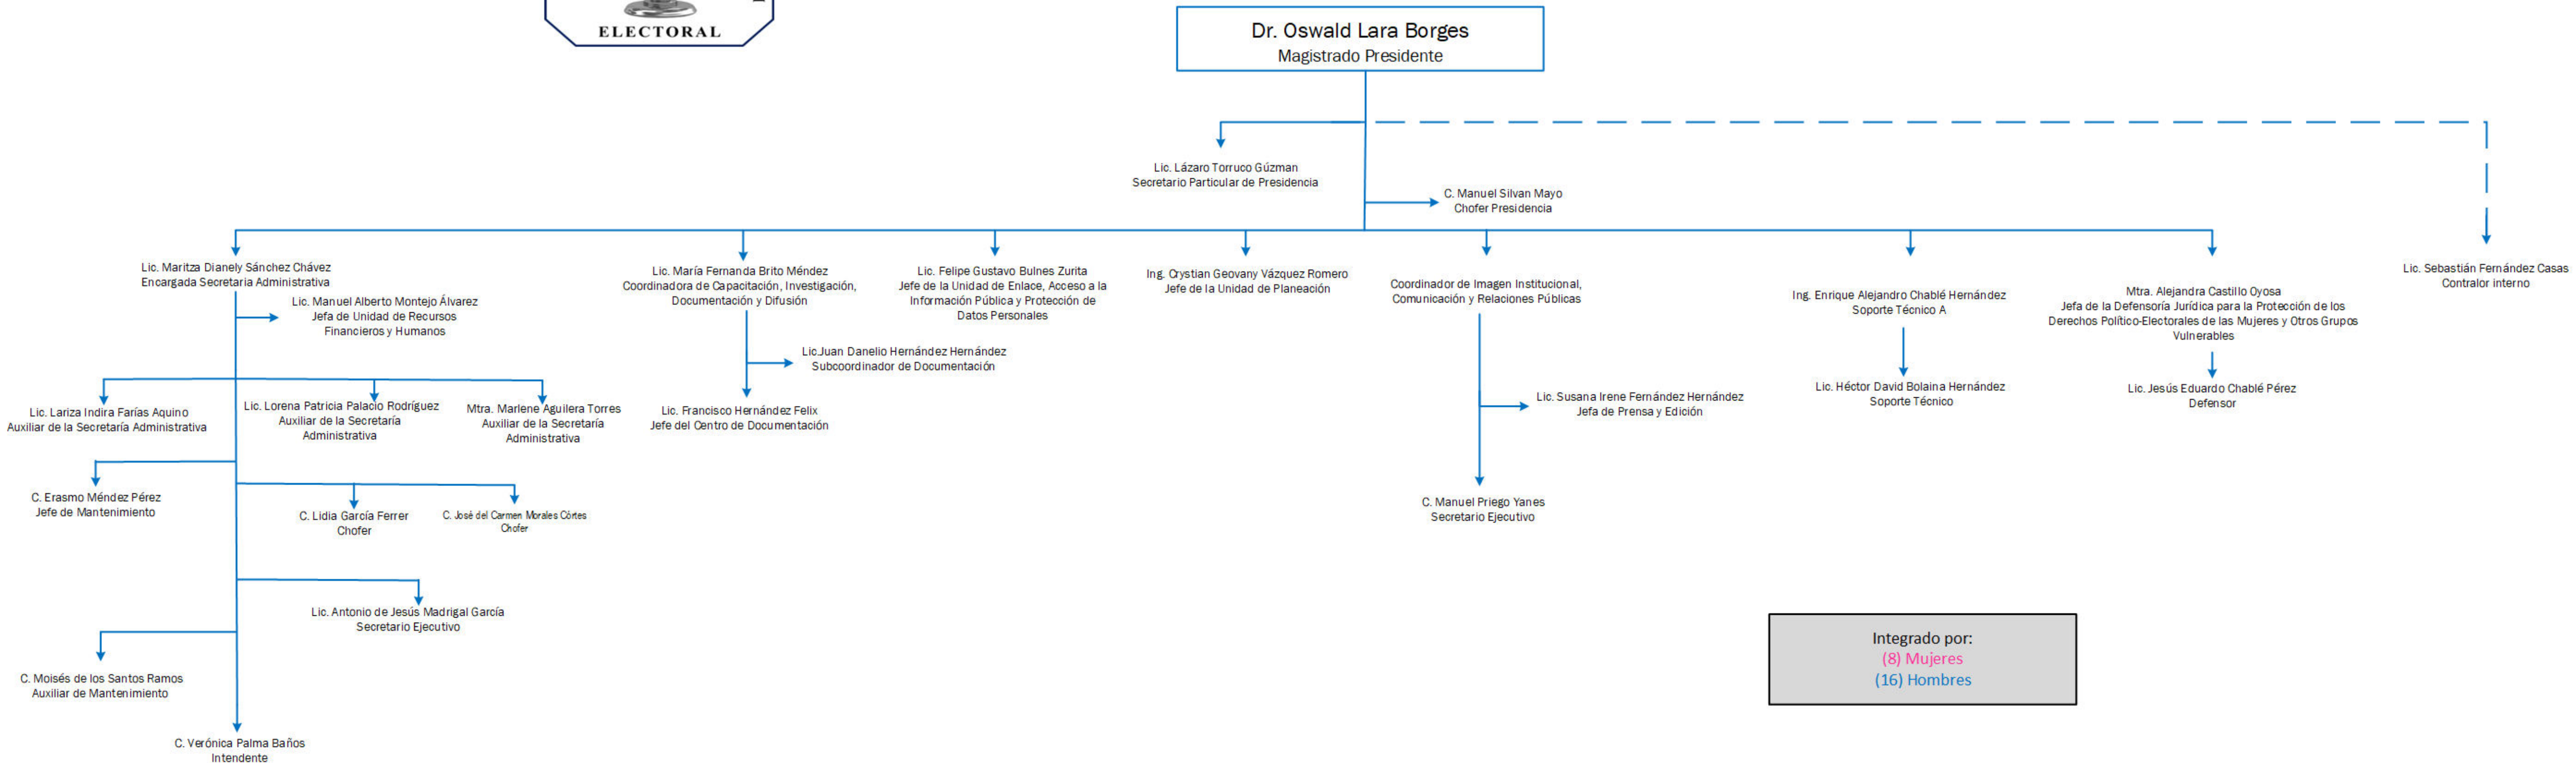 ELECTORAL
Dr. Oswald Lara Borges
Magistrado Presidente
Lic. Lázaro Torruco Gúzman
Secretario Particular de Presidencia
C. Manuel Silvan Mayo
Chofer Presidencia
Lic. Maritza Dianely Sánchez Chávez
Encargada Secretaria Administrativa
Lic. Manuel Alberto Montejo Álvarez
Jefa de Unidad de Recursos
Financieros y Humanos
Lic. Lariza Indira Farías Aquino
Auxiliar de la Secretaría Administrativa
Lic. Lorena Patricia Palacio Rodríguez
Auxiliar de la Secretaría
Administrativa
Mtra. Marlene Aguilera Torres
Auxiliar de la Secretaría
Administrativa
C. Erasmo Méndez Pérez
Jefe de Mantenimiento
C. Lidia García Ferrer
Chofer
C. José del Carmen Morales Córtes
Chofer
Lic. Antonio de Jesús Madrigal García
Secretario Ejecutivo
C. Moisés de los Santos Ramos
Auxiliar de Mantenimiento
C. Verónica Palma Baños
Intendente
Lic. María Fernanda Brito Méndez
Coordinadora de Capacitación, Investigación,
Documentación y Difusión
Lic.Juan Danelio Hernández Hernández
Subcoordinador de Documentación
Lic. Francisco Hernández Felix
Jefe del Centro de Documentación
Lic. Felipe Gustavo Bulnes Zurita
Jefe de la Unidad de Enlace, Acceso a la
Información Pública y Protección de
Datos Personales
Ing. Crystian Geovany Vázquez Romero
Jefe de la Unidad de Planeación
Coordinador de Imagen Institucional,
Comunicación y Relaciones Públicas
Lic. Susana Irene Fernández Hernández
Jefa de Prensa y Edición
C. Manuel Priego Yanes
Secretario Ejecutivo
Ing. Enrique Alejandro Chablé Hernández
Soporte Técnico A
Lic. Héctor David Bolaina Hernández
Soporte Técnico
Mtra. Alejandra Castillo Oyosa
Jefa de la Defensoría Jurídica para la Protección de los
Derechos Político-Electorales de las Mujeres y Otros Grupos
Vulnerables
Lic. Jesús Eduardo Chablé Pérez
Defensor
Lic. Sebastián Fernández Casas
Contralor interno
Integrado por:
(8) Mujeres
(16) Hombres